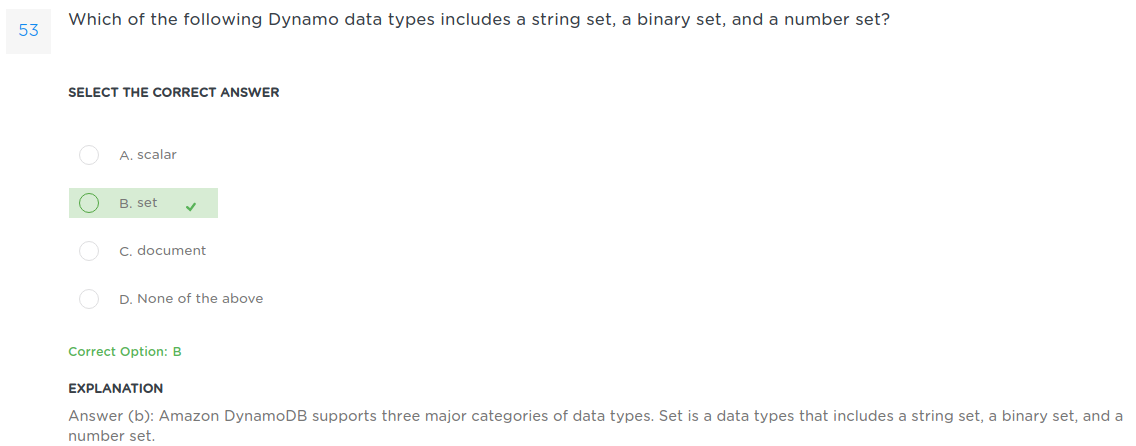 53
Which of the following Dynamo data types includes a string set, a binary set, and a number set?
SELECT THE CORRECT ANSWER
A. scalar
B. set
C. document
D. None of the above
Correct Option: B
EXPLANATION
Answer (b): Amazon DynamoDB supports three major categories of data types. Set is a data types that includes a string set, a binary set, and a
number set.